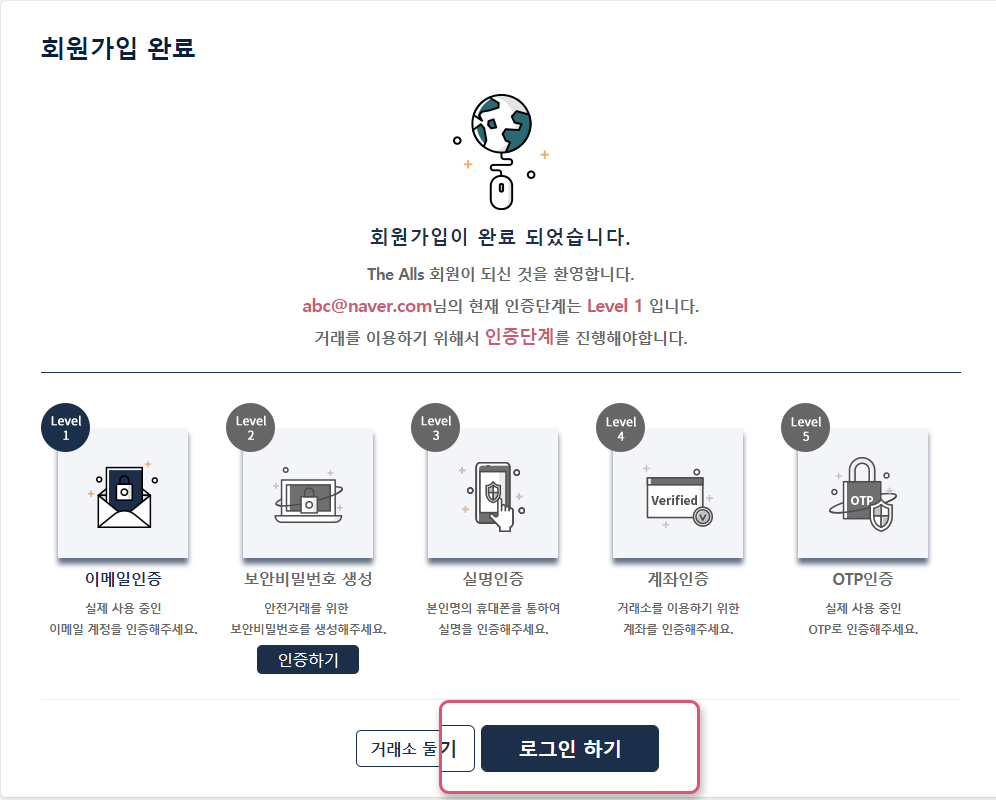 회원가입 완료
회원가입이 완료 되었습니다.
The Alls 회원이 되신 것을 환영합니다.
abc@naver.com님의 현재 인증단계는 Level 1 입니다.
거래를 이용하기 위해서 인증단계를 진행해야합니다.
Level 1
이메일인증
실제 사용 중인
이메일 계정을 인증해주세요.
Level 2
보안비밀번호 생성
안전거래를 위한
보안비밀번호를 생성해주세요.
인증하기
Level 3
실명인증
본인명의 휴대폰을 통하여
실명을 인증해주세요.
Level 4
Verified
계좌인증
거래소를 이용하기 위한
계좌를 인증해주세요.
Level 5
OTP
OTP인증
실제 사용 중인
OTP로 인증해주세요.
거래소 둘기
로그인 하기